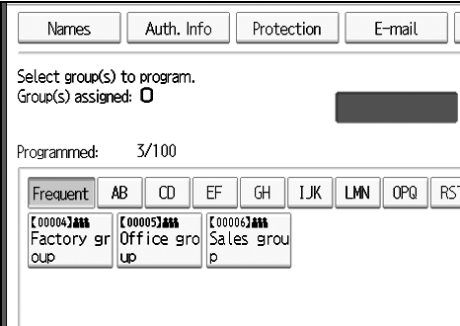 Names Auth. Info Protection E-mail
Select group(s) to program.
Group(s) assigned: 0
Programmed: 3/100
Frequent AB CD EF GH IJK LMN OPQ RST
【00004】 【00005】 【00006】
Factory gr Office gro Sales grou
oup up p